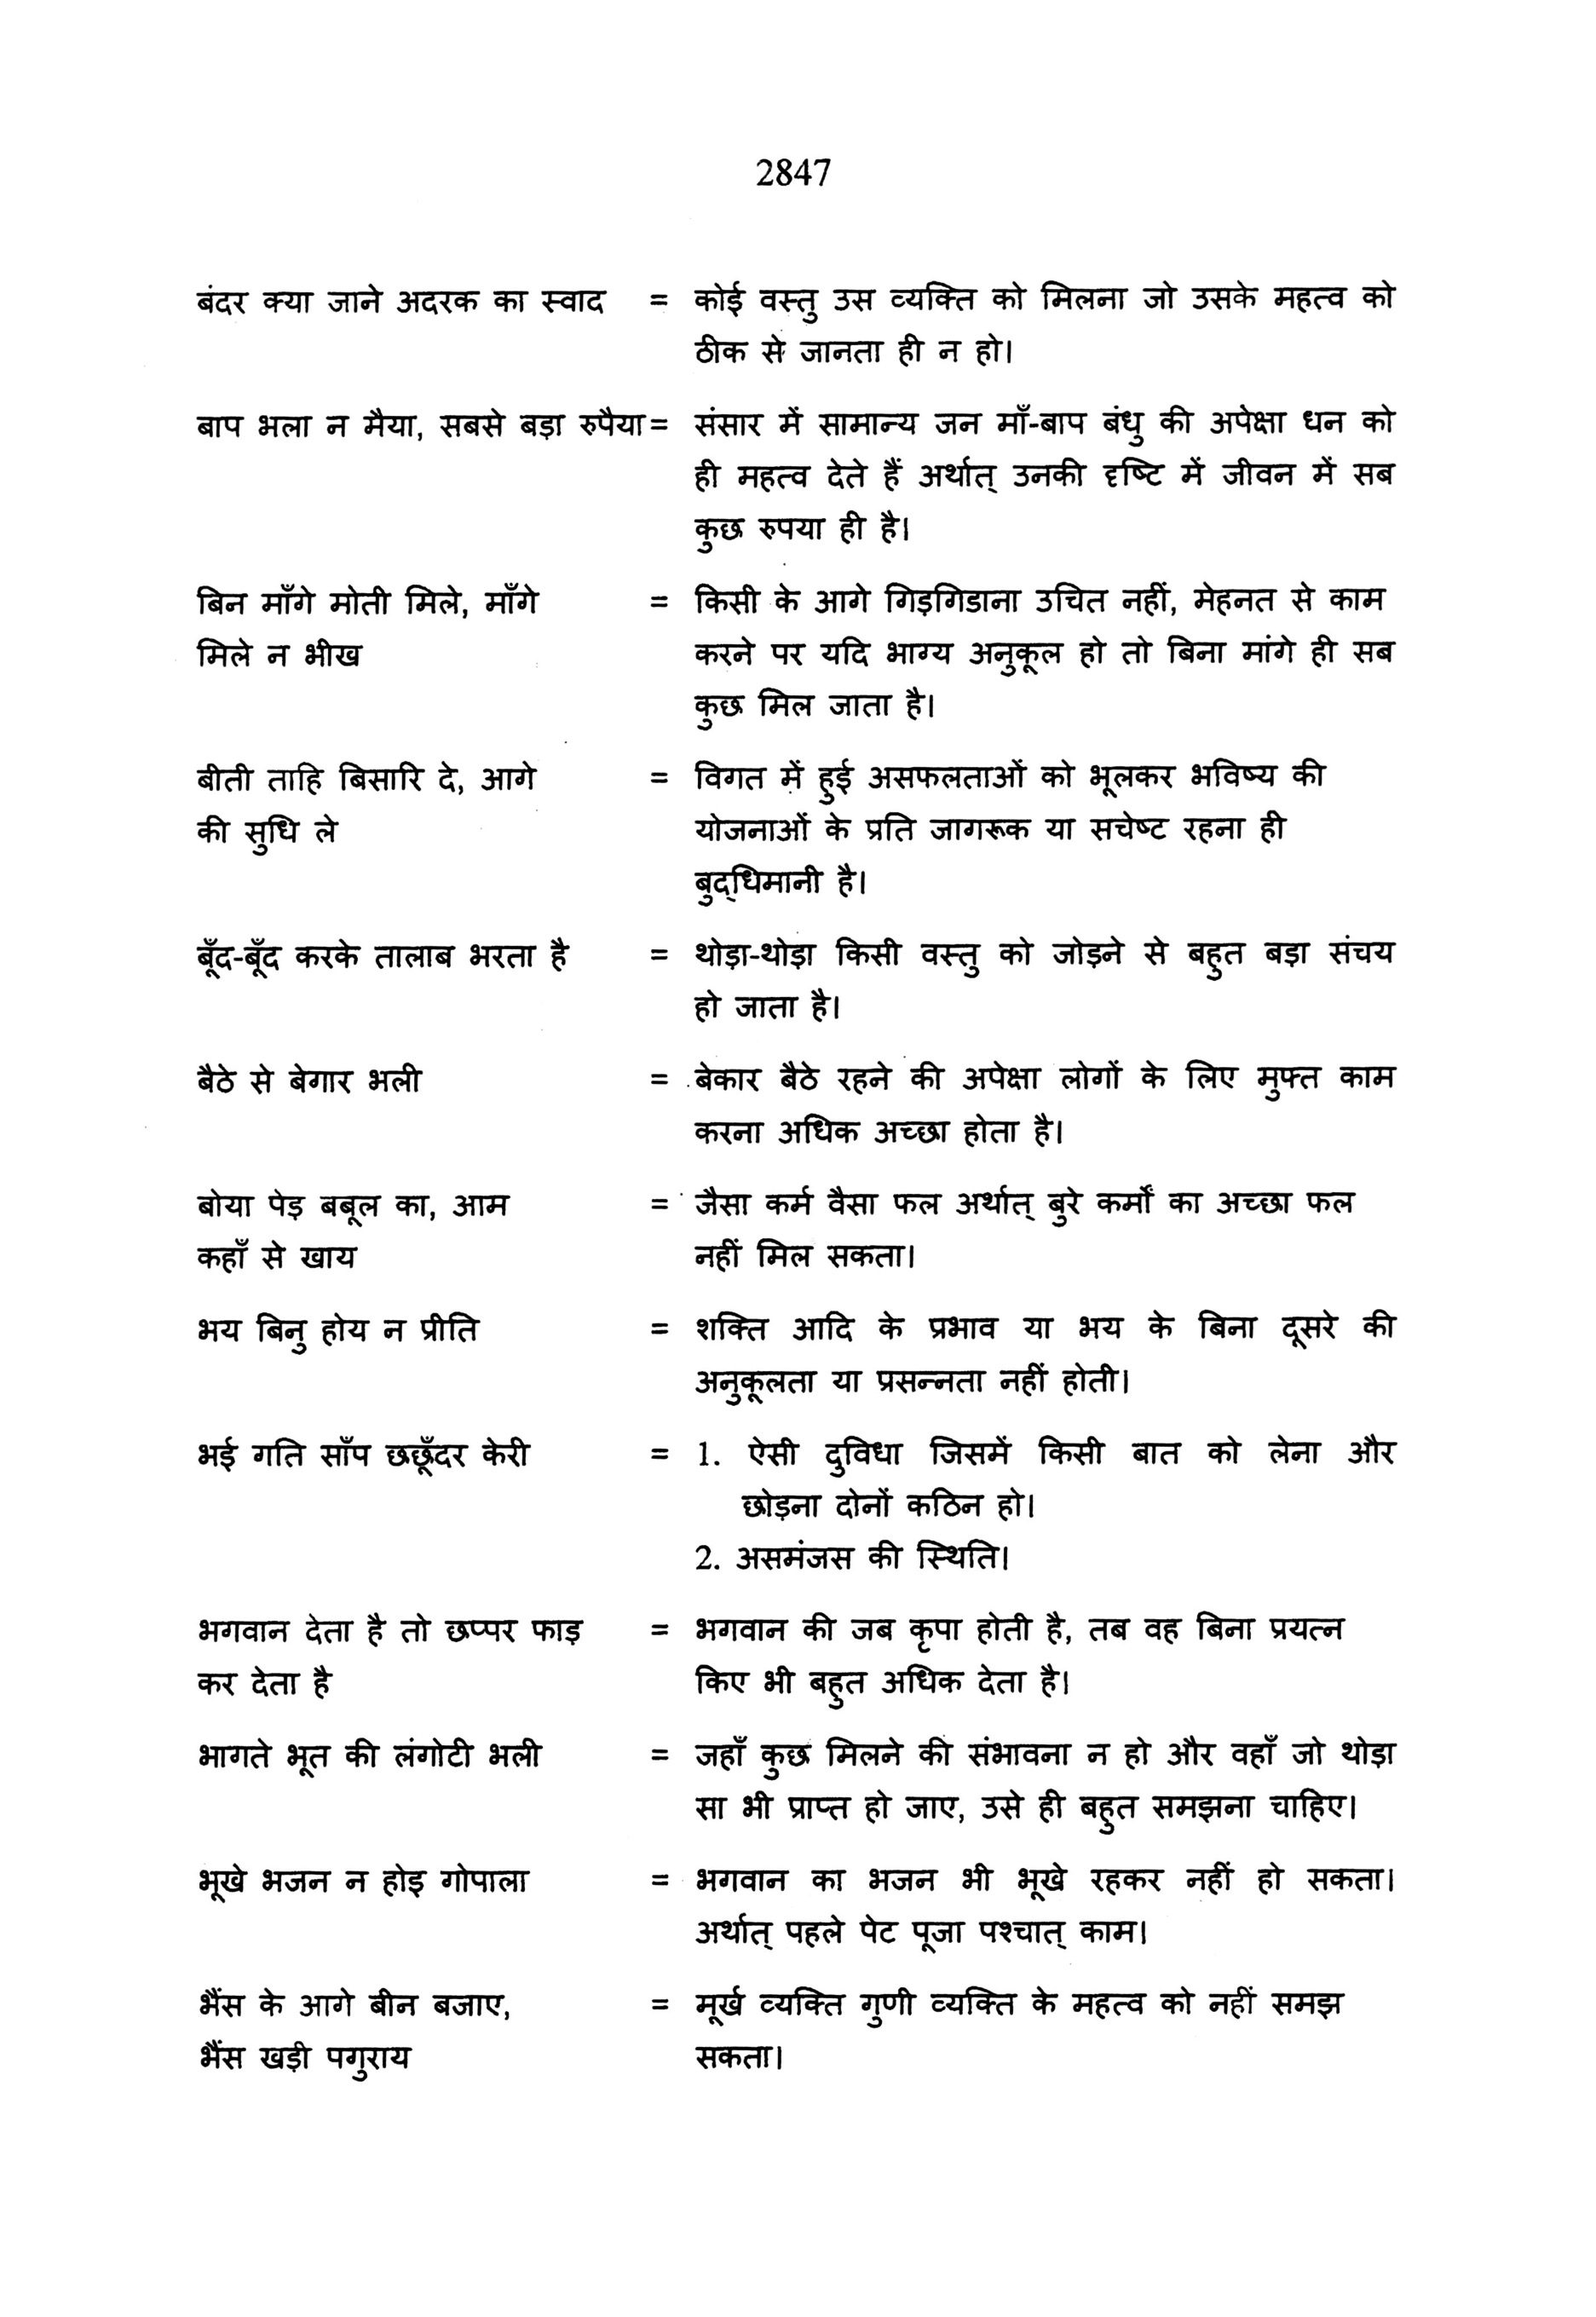 2847
बंदर क्या जाने अदरक का स्वाद = कोई वस्तु उस व्यक्ति को मिलना जो उसके महत्व को
ठीक से जानता ही न हो।
बाप भला न मैया, सबसे बड़ा रुपैया = संसार में सामान्य जन माँ-बाप बंधु की अपेक्षा धन को
ही महत्व देते हैं अर्थात् उनकी दृष्टि में जीवन में सब
कुछ रुपया ही है।
बिन माँगे मोती मिले, माँगे = किसी के आगे गिड़गिडाना उचित नहीं, मेहनत से काम
मिले न भीख करने पर यदि भाग्य अनुकूल हो तो बिना मांगे ही सब
कुछ मिल जाता है।
बीती ताहि बिसारि दे, आगे = विगत में हुई असफलताओं को भूलकर भविष्य की
की सुधि ले योजनाओं के प्रति जागरूक या सचेष्ट रहना ही
बुद्धिमानी है।
बूँद-बूँद करके तालाब भरता है = थोड़ा-थोड़ा किसी वस्तु को जोड़ने से बहुत बड़ा संचय
हो जाता है।
बैठे से बेगार भली = बेकार बैठे रहने की अपेक्षा लोगों के लिए मुफ्त काम
करना अधिक अच्छा होता है।
बोया पेड़ बबूल का, आम = जैसा कर्म वैसा फल अर्थात् बुरे कर्मों का अच्छा फल
कहाँ से खाय नहीं मिल सकता।
भय बिनु होय न प्रीति = शक्ति आदि के प्रभाव या भय के बिना दूसरे की
अनुकूलता या प्रसन्नता नहीं होती।
भई गति साँप छछूँदर केरी = 1. ऐसी दुविधा जिसमें किसी बात को लेना और
छोड़ना दोनों कठिन हो।
2. असमंजस की स्थिति।
भगवान देता है तो छप्पर फाड़ = भगवान की जब कृपा होती है, तब वह बिना प्रयत्न
कर देता है किए भी बहुत अधिक देता है।
भागते भूत की लंगोटी भली = जहाँ कुछ मिलने की संभावना न हो और वहाँ जो थोड़ा
सा भी प्राप्त हो जाए, उसे ही बहुत समझना चाहिए।
भूखे भजन न होइ गोपाला = भगवान का भजन भी भूखे रहकर नहीं हो सकता।
अर्थात् पहले पेट पूजा पश्चात् काम।
भैंस के आगे बीन बजाए, = मूर्ख व्यक्ति गुणी व्यक्ति के महत्व को नहीं समझ
भैंस खड़ी पगुराय सकता।